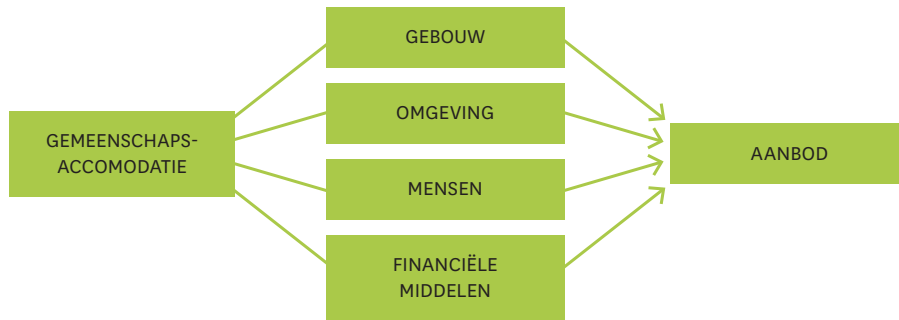 GEMEENSCHAPS-
ACCOMODATIE
GEBOUW
OMGEVING
MENSEN
FINANCIËLE
MIDDELEN
AANBOD